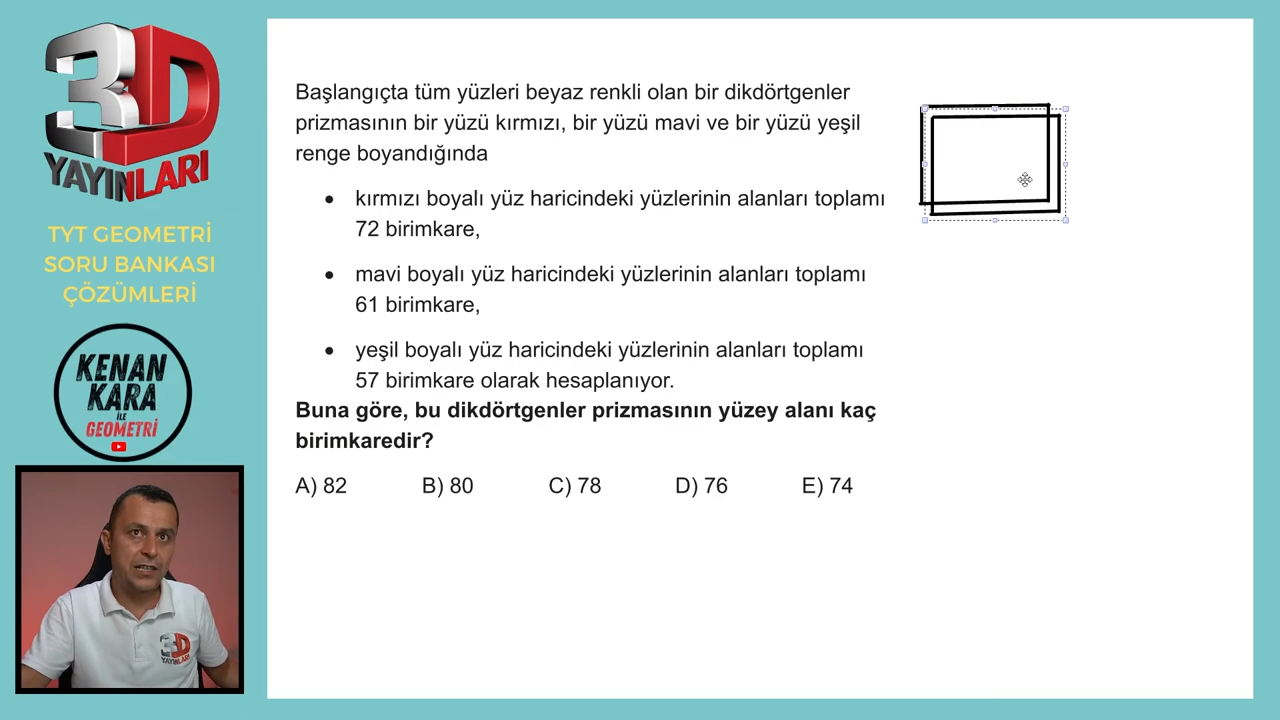 3D
YAYINLARI
TYT GEOMETRİ
SORU BANKASI
ÇÖZÜMLERİ
KENAN
KARA
İLE
GEOMETRİ
3D
YAYINLARI
Başlangıçta tüm yüzleri beyaz renkli olan bir dikdörtgenler
prizmasının bir yüzü kırmızı, bir yüzü mavi ve bir yüzü yeşil
renge boyandığında
• kırmızı boyalı yüz haricindeki yüzlerinin alanları toplamı
72 birimkare,
• mavi boyalı yüz haricindeki yüzlerinin alanları toplamı
61 birimkare,
• yeşil boyalı yüz haricindeki yüzlerinin alanları toplamı
57 birimkare olarak hesaplanıyor.
Buna göre, bu dikdörtgenler prizmasının yüzey alanı kaç
birimkaredir?
A) 82 B) 80 C) 78 D) 76 E) 74